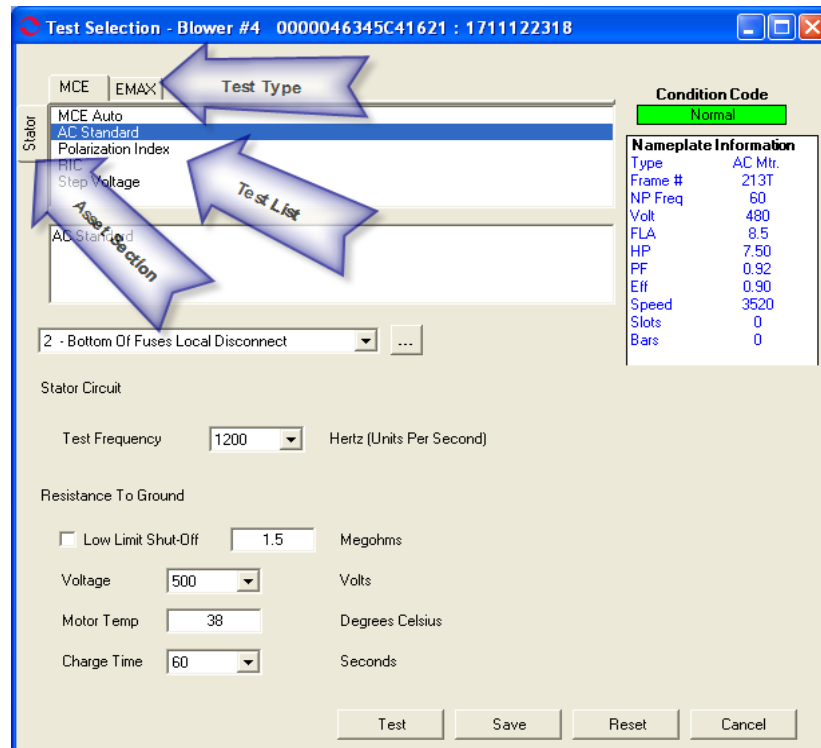 Test Selection - Blower #4 0000046345C41621 : 1711122318
MCE EMAX
Test Type
Stator
MCE Auto
AC Standard
Polarization Index
RIC
Step Voltage
Test List
Asset Section
AC Standard
Condition Code
Normal
Nameplate Information
Type AC Mtr.
Frame # 213T
NP Freq 60
Volt 480
FLA 8.5
HP 7.50
PF 0.92
Eff 0.90
Speed 3520
Slots 0
Bars 0
2 - Bottom Of Fuses Local Disconnect ...
Stator Circuit
Test Frequency 1200 Hertz (Units Per Second)
Resistance To Ground
Low Limit Shut-Off 1.5 Megohms
Voltage 500 Volts
Motor Temp 38 Degrees Celsius
Charge Time 60 Seconds
Test Save Reset Cancel